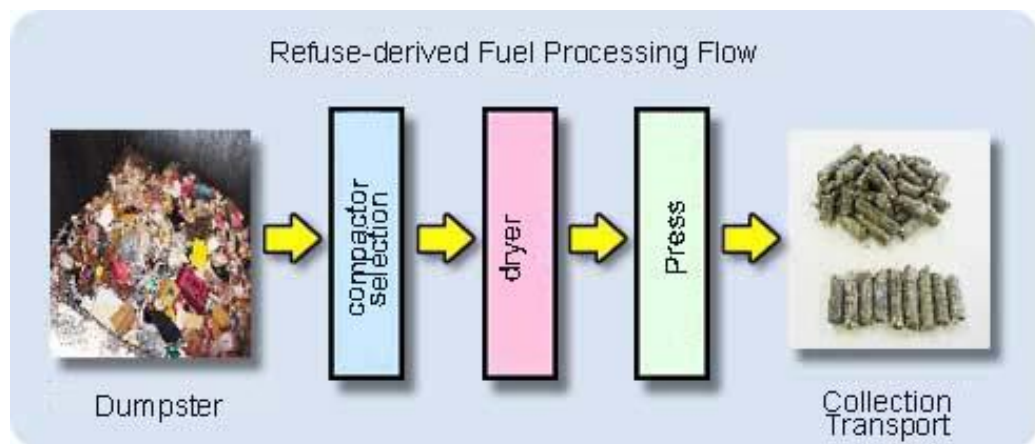 Refuse-derived Fuel Processing Flow
compactor
selection
dryer
Press
Dumpster
Collection
Transport